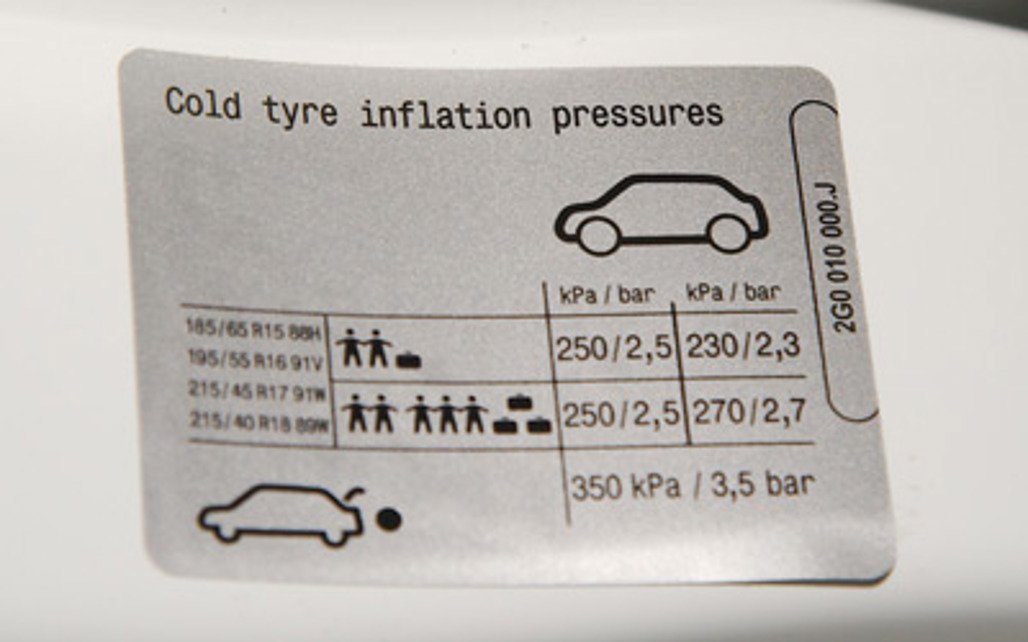 Cold tyre inflation pressures
2G0 010 000.J
kPa / bar kPa / bar
185/65 R15 88H
250/2,5 230/2,3
195/55 R16 91V
215/45 R17 91W
250/2,5 270/2,7
215/40 R18 89W
350 kPa / 3,5 bar